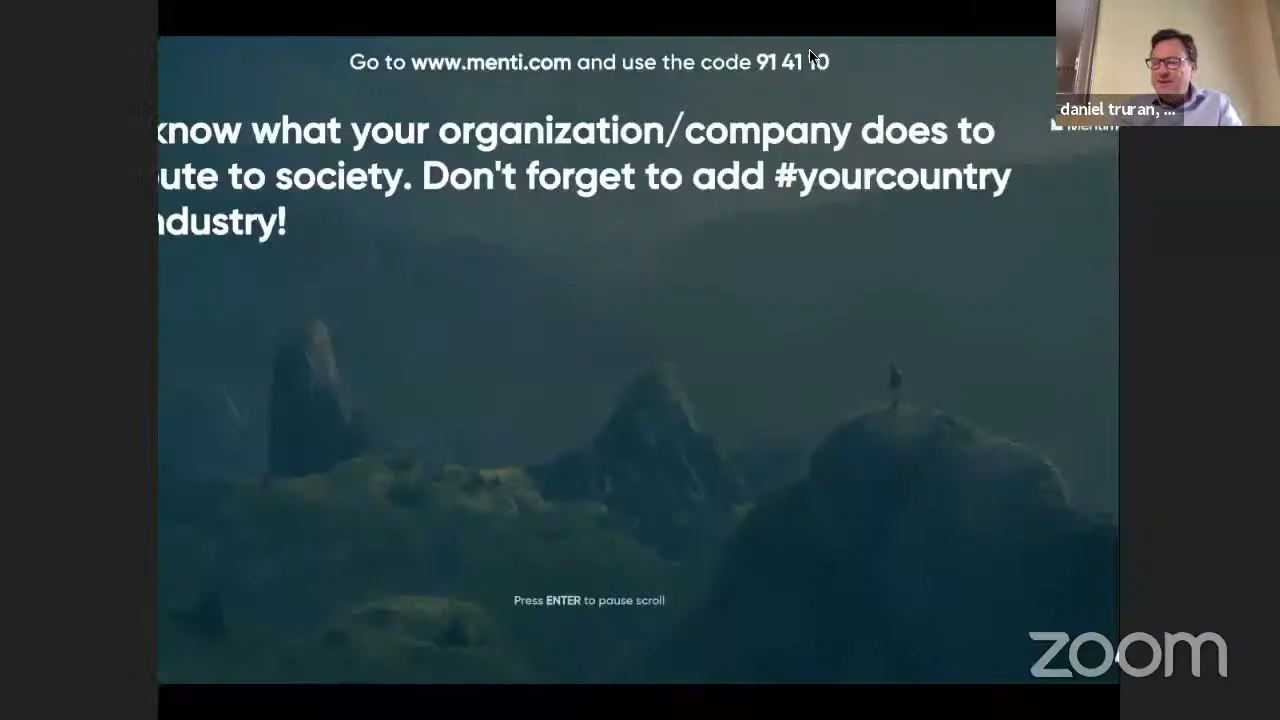 Go to www.menti.com and use the code 91 41 10
know what your organization/company does to
ute to society. Don't forget to add #yourcountry
ndustry!
daniel truran, ...
Press ENTER to pause scroll
zoom